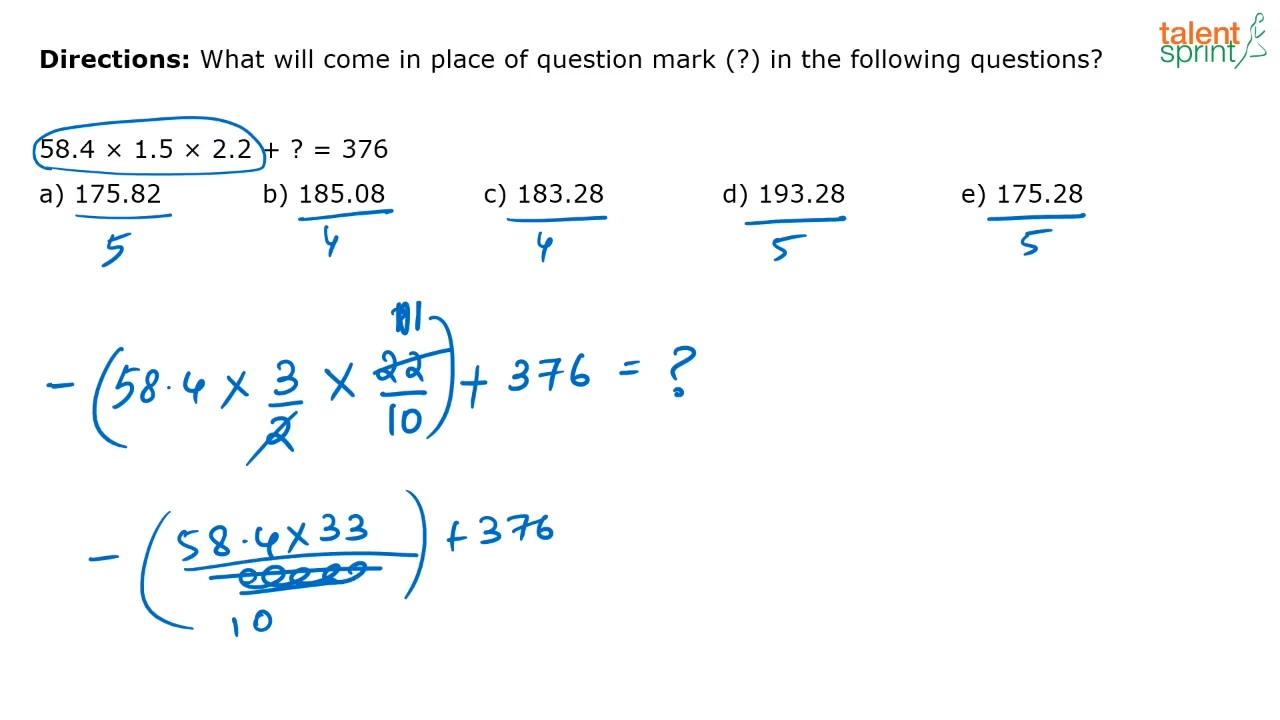 talent
sprint
Directions: What will come in place of question mark (?) in the following questions?
58.4 × 1.5 × 2.2 + ? = 376
a) 175.82 b) 185.08 c) 183.28 d) 193.28 e) 175.28
5 4 4 5 5
11
- (58.4 × 3/2 × 22/10) + 376 = ?
- (58.4 × 33 / 10) + 376